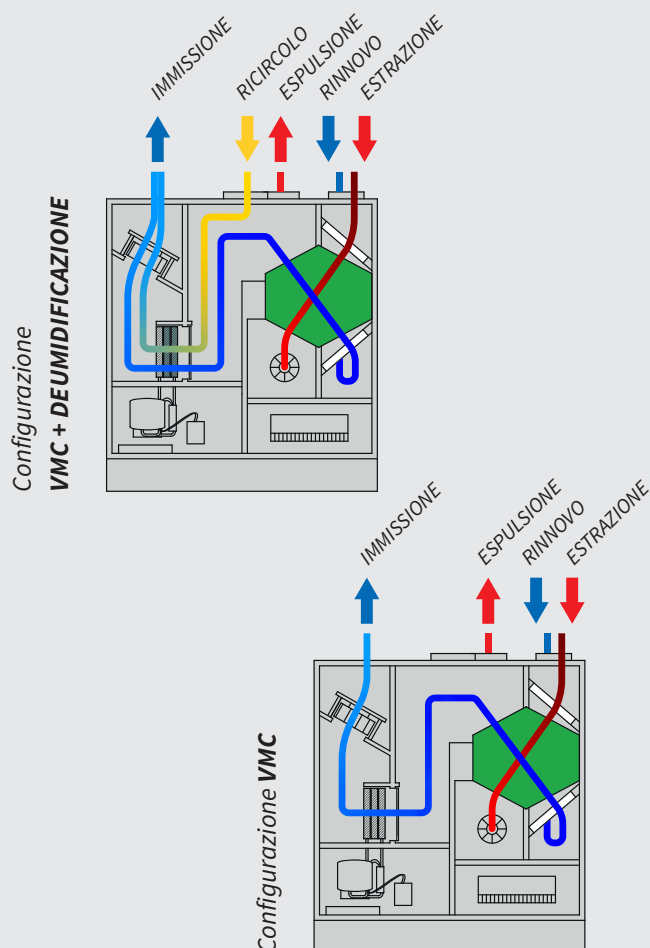 IMMISSIONE
RICIRCOLO
ESPULSIONE
RINNOVO
ESTRAZIONE
Configurazione
VMC + DEUMIDIFICAZIONE
IMMISSIONE
ESPULSIONE
RINNOVO
ESTRAZIONE
Configurazione VMC